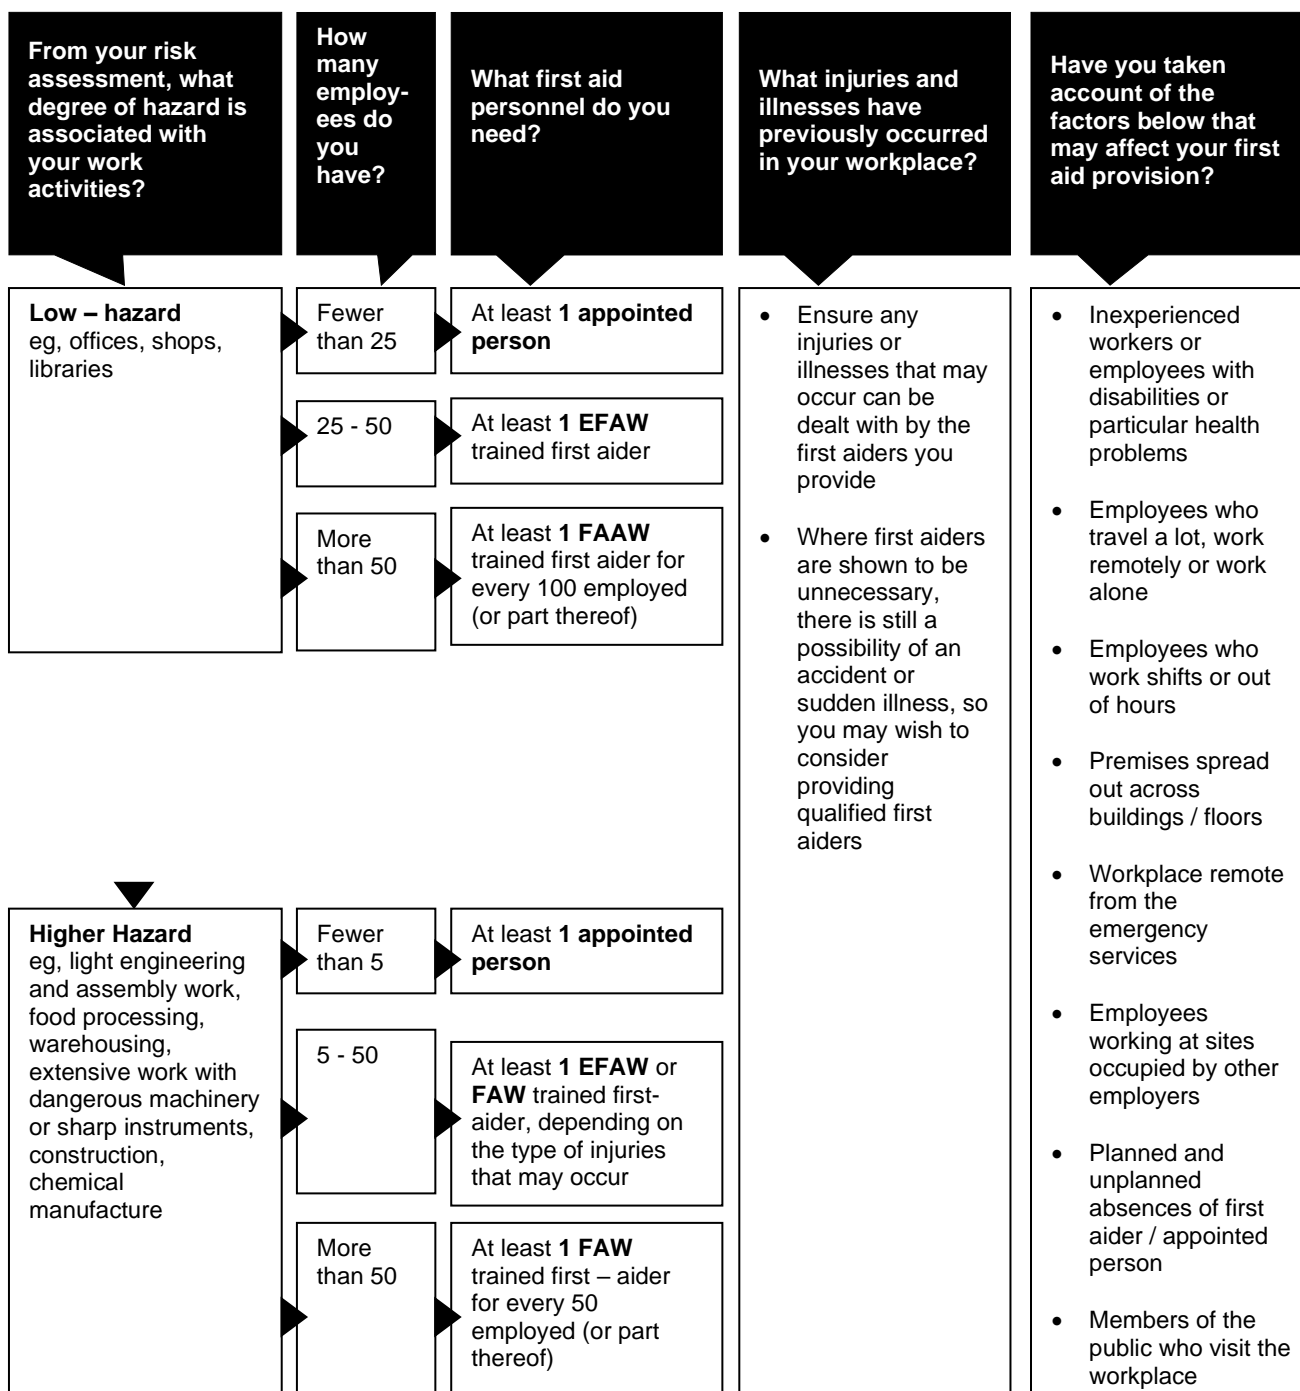 From your risk
assessment, what
degree of hazard is
associated with
your work
activities?
How
many
employ-
ees do
you
have?
What first aid
personnel do you
need?
What injuries and
illnesses have
previously occurred
in your workplace?
Have you taken
account of the
factors below that
may affect your first
aid provision?
Low – hazard
eg, offices, shops,
libraries
Fewer
than 25
At least 1 appointed
person
25 - 50
At least 1 EFAW
trained first aider
More
than 50
At least 1 FAAW
trained first aider for
every 100 employed
(or part thereof)
Higher Hazard
eg, light engineering
and assembly work,
food processing,
warehousing,
extensive work with
dangerous machinery
or sharp instruments,
construction,
chemical
manufacture
Fewer
than 5
At least 1 appointed
person
5 - 50
At least 1 EFAW or
FAW trained first-
aider, depending on
the type of injuries
that may occur
More
than 50
At least 1 FAW
trained first – aider
for every 50
employed (or part
thereof)
• Ensure any
injuries or
illnesses that may
occur can be
dealt with by the
first aiders you
provide
• Where first aiders
are shown to be
unnecessary,
there is still a
possibility of an
accident or
sudden illness, so
you may wish to
consider
providing
qualified first
aiders
• Inexperienced
workers or
employees with
disabilities or
particular health
problems
• Employees who
travel a lot, work
remotely or work
alone
• Employees who
work shifts or out
of hours
• Premises spread
out across
buildings / floors
• Workplace remote
from the
emergency
services
• Employees
working at sites
occupied by other
employers
• Planned and
unplanned
absences of first
aider / appointed
person
• Members of the
public who visit the
workplace